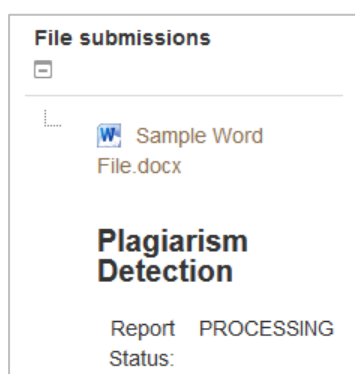 File submissions
Sample Word
File.docx
Plagiarism
Detection
Report PROCESSING
Status: